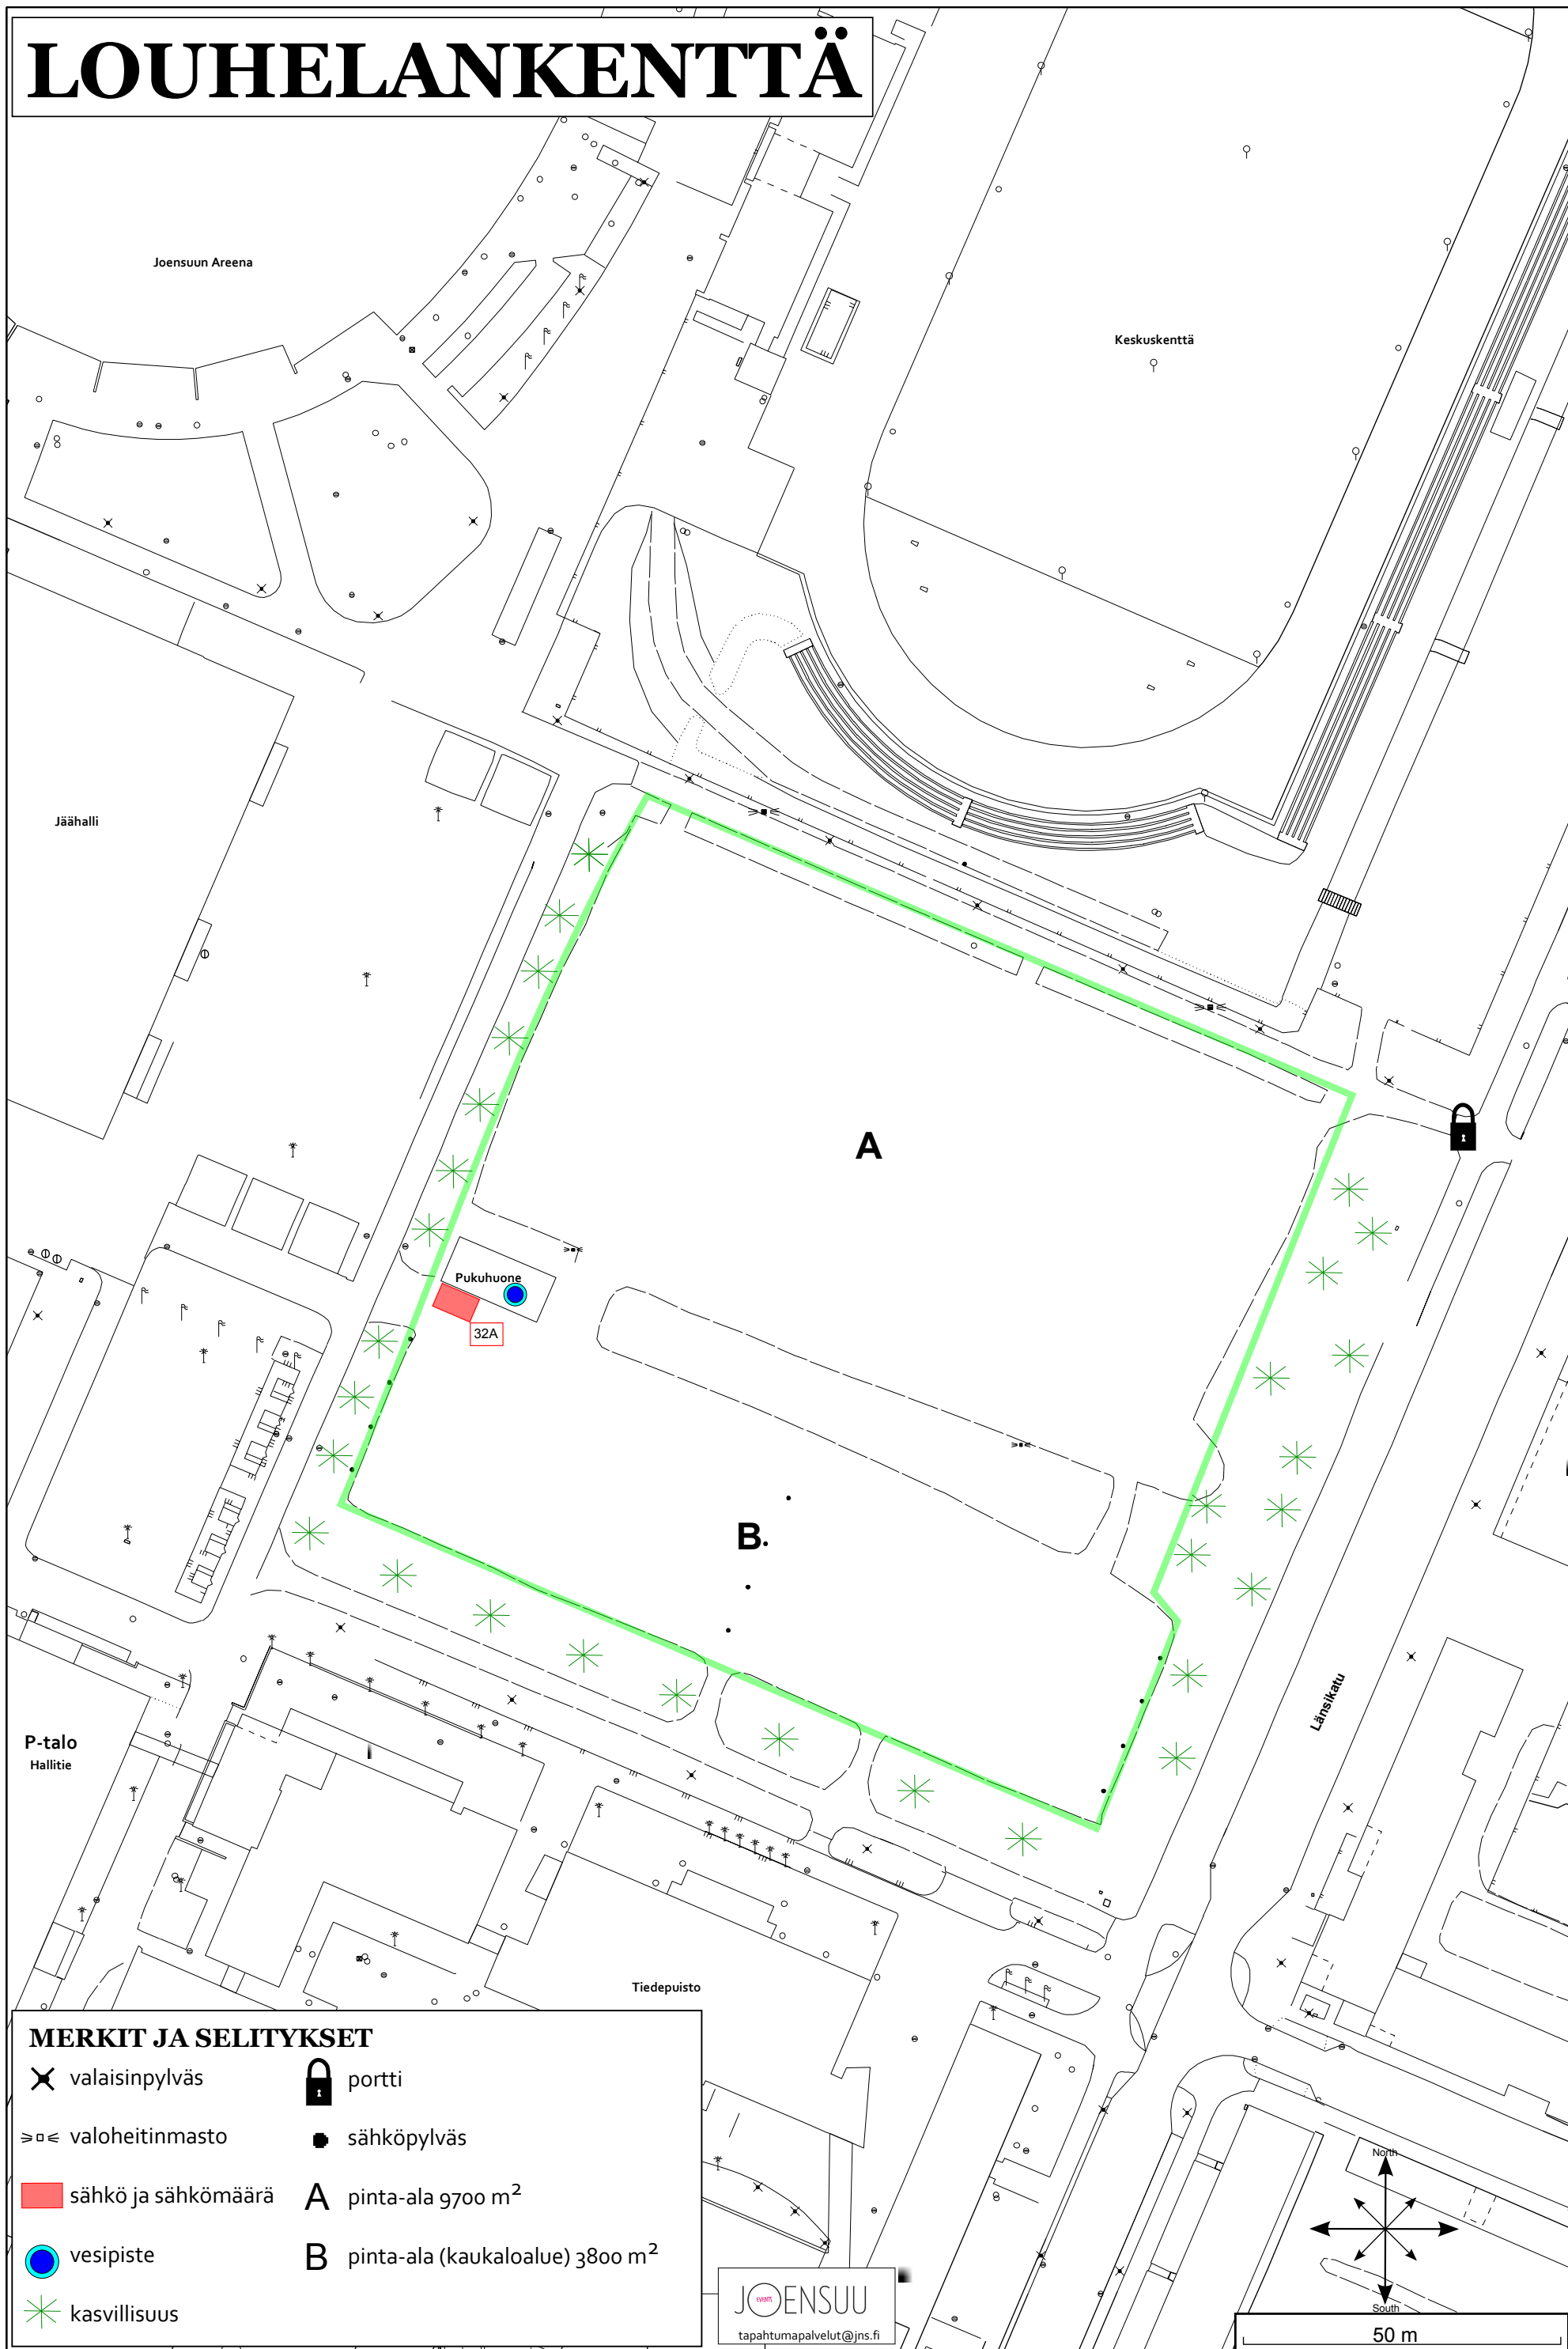 LOUHELANKENTTÄ
Joensuun Areena
Keskuskenttä
Jäähalli
A
Pukuhuone
32A
B
Länsikatu
P-talo
Hallitie
Tiedepuisto
MERKIT JA SELITYKSET
valaisinpylväs
portti
valoheitinmasto
sähköpylväs
sähkö ja sähkömäärä
A pinta-ala 9700 m²
vesipiste
B pinta-ala (kaukaloalue) 3800 m²
kasvillisuus
JOENSUU
EVENTS
tapahtumapalvelut@jns.fi
North
South
50 m